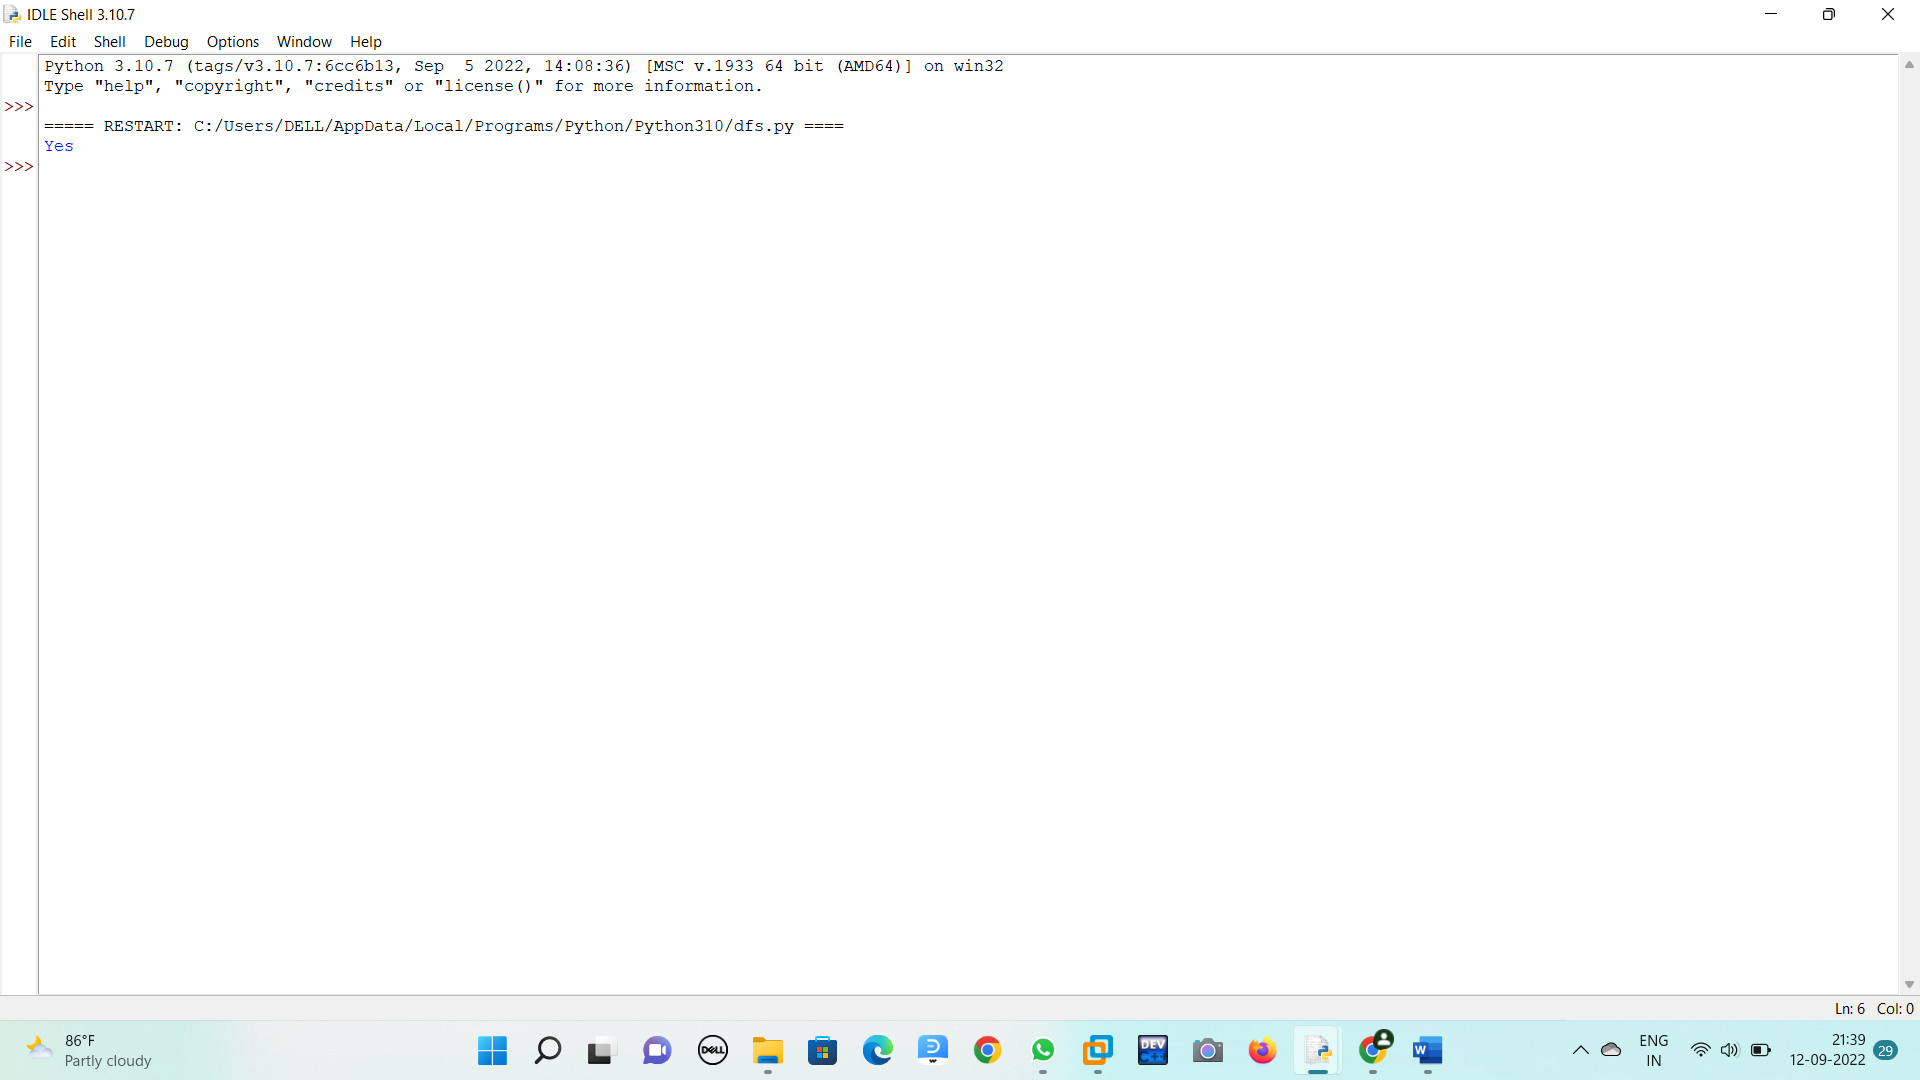 IDLE Shell 3.10.7
File Edit Shell Debug Options Window Help
Python 3.10.7 (tags/v3.10.7:6cc6b13, Sep  5 2022, 14:08:36) [MSC v.1933 64 bit (AMD64)] on win32
Type "help", "copyright", "credits" or "license()" for more information.
>>>
===== RESTART: C:/Users/DELL/AppData/Local/Programs/Python/Python310/dfs.py ====
Yes
>>>
Ln: 6 Col: 0
86°F
Partly cloudy
DELL
DEV
C++
W
ENG
IN
21:39
12-09-2022
29